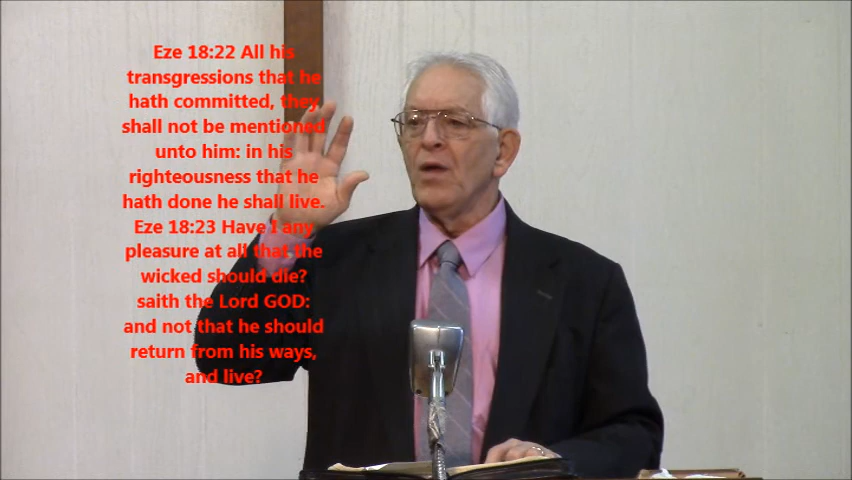 Eze 18:22 All his
transgressions that he
hath committed, they
shall not be mentioned
unto him: in his
righteousness that he
hath done he shall live.
Eze 18:23 Have I any
pleasure at all that the
wicked should die?
saith the Lord GOD:
and not that he should
return from his ways,
and live?